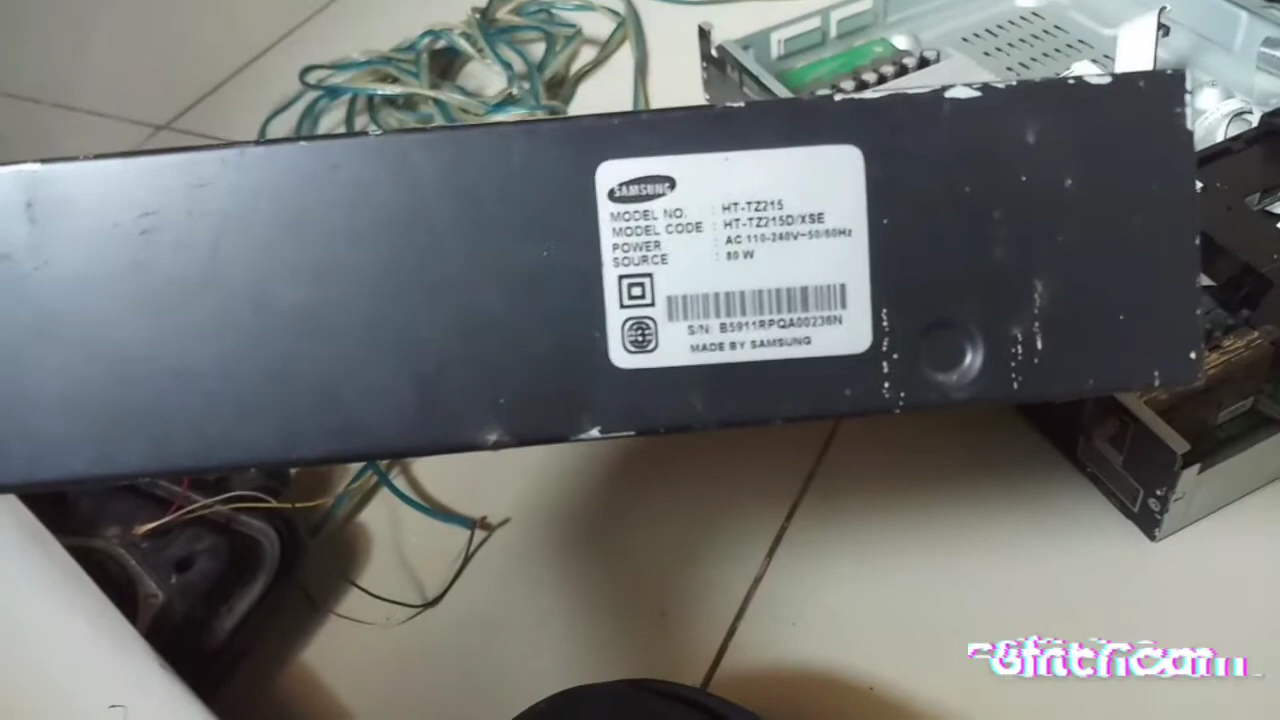 SAMSUNG
MODEL NO. : HT-TZ215
MODEL CODE : HT-TZ215D/XSE
POWER : AC 110-240V~50/60Hz
SOURCE : 80 W
S/N: B5911RPQA00236N
MADE BY SAMSUNG